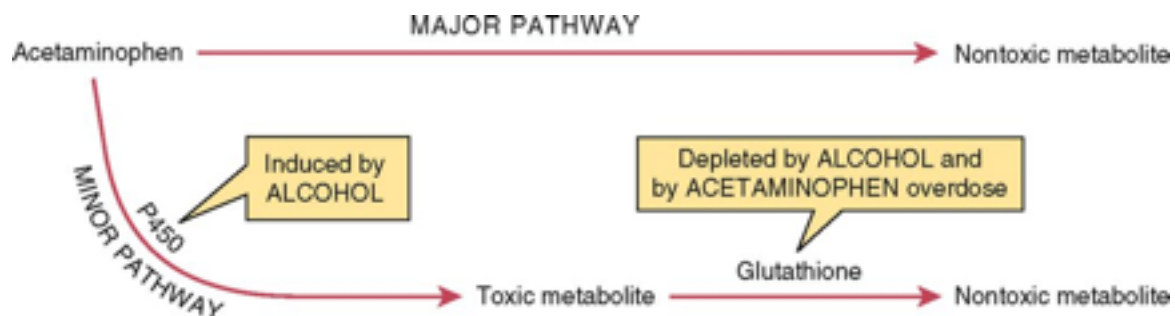 MAJOR PATHWAY
Acetaminophen
Nontoxic metabolite
Induced by
ALCOHOL
Depleted by ALCOHOL and
by ACETAMINOPHEN overdose
MINOR PATHWAY
P450
Glutathione
Toxic metabolite
Nontoxic metabolite